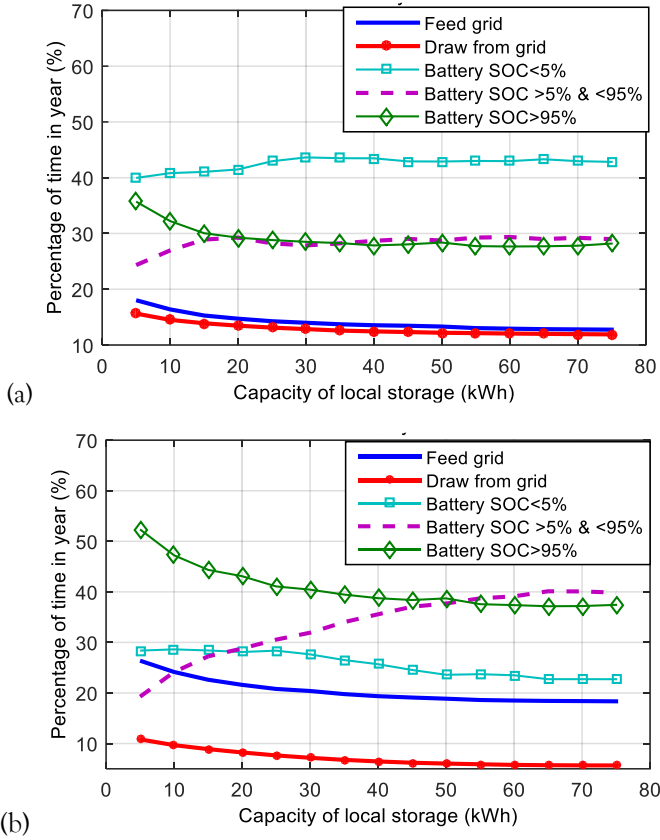 70
60
50
40
30
20
10
0 10 20 30 40 50 60 70 80
Percentage of time in year (%)
Capacity of local storage (kWh)
Feed grid
Draw from grid
Battery SOC<5%
Battery SOC >5% & <95%
Battery SOC>95%
(a)
70
60
50
40
30
20
10
0 10 20 30 40 50 60 70 80
Percentage of time in year (%)
Capacity of local storage (kWh)
Feed grid
Draw from grid
Battery SOC<5%
Battery SOC >5% & <95%
Battery SOC>95%
(b)